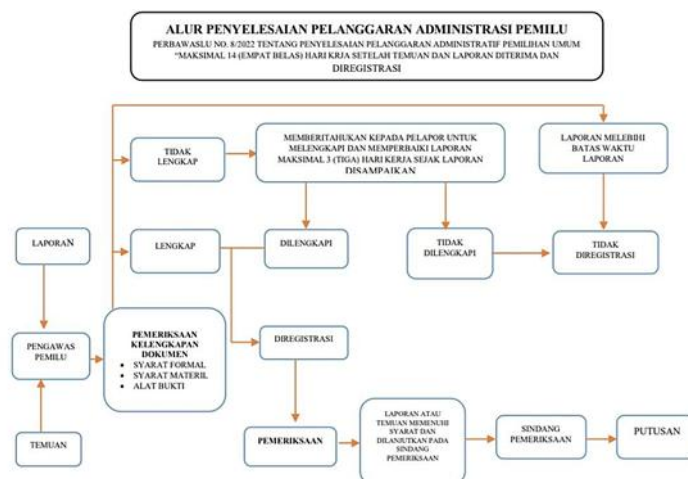 ALUR PENYELESAIAN PELANGGARAN ADMINISTRASI PEMILU
PERBAWASLU NO. 8/2022 TENTANG PENYELESAIAN PELANGGARAN ADMINISTRATIF PEMILIHAN UMUM
"MAKSIMAL 14 (EMPAT BELAS) HARI KRJA SETELAH TEMUAN DAN LAPORAN DITERIMA DAN
DIREGISTRASI
TIDAK
LENGKAP
MEMBERITAHUKAN KEPADA PELAPOR UNTUK
MELENGKAPI DAN MEMPERBAIKI LAPORAN
MAKSIMAL 3 (TIGA) HARI KERJA SEJAK LAPORAN
DISAMPAIKAN
LAPORAN MELEBIHI
BATAS WAKTU
LAPORAN
LAPORAN
LENGKAP
DILENGKAPI
TIDAK
DILENGKAPI
TIDAK
DIREGISTRASI
PENGAWAS
PEMILU
PEMERIKSAAN
KELENGKAPAN
DOKUMEN
• SYARAT FORMAL
• SYARAT MATERIL
• ALAT BUKTI
DIREGISTRASI
TEMUAN
PEMERIKSAAN
LAPORAN ATAU
TEMUAN MEMENUHI
SYARAT DAN
DILANJUTKAN PADA
SINDANG
PEMERIKSAAN
SINDANG
PEMERIKSAAN
PUTUSAN